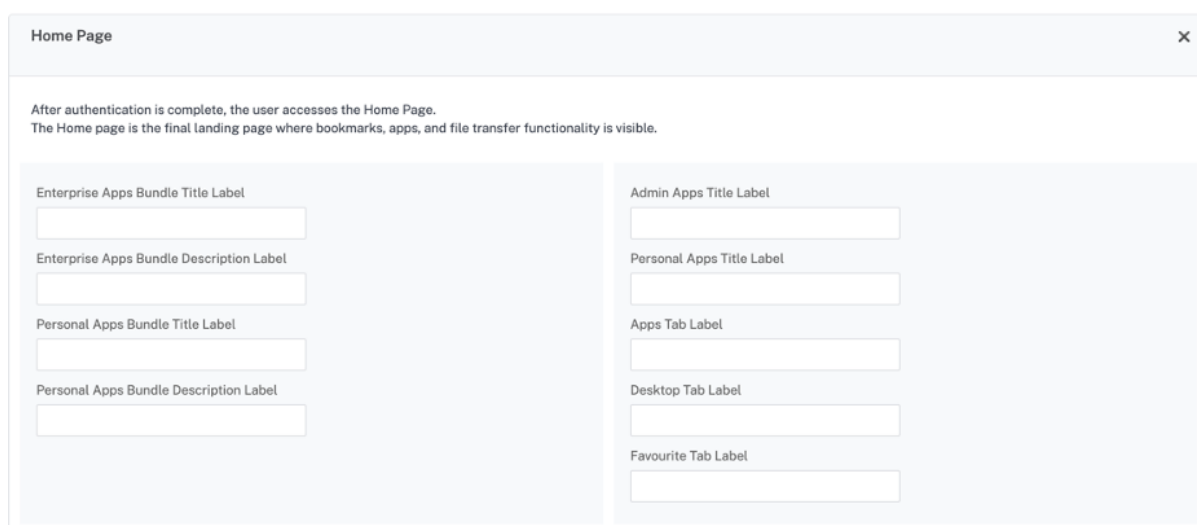 Home Page
After authentication is complete, the user accesses the Home Page.
The Home page is the final landing page where bookmarks, apps, and file transfer functionality is visible.
Enterprise Apps Bundle Title Label
Enterprise Apps Bundle Description Label
Personal Apps Bundle Title Label
Personal Apps Bundle Description Label
Admin Apps Title Label
Personal Apps Title Label
Apps Tab Label
Desktop Tab Label
Favourite Tab Label